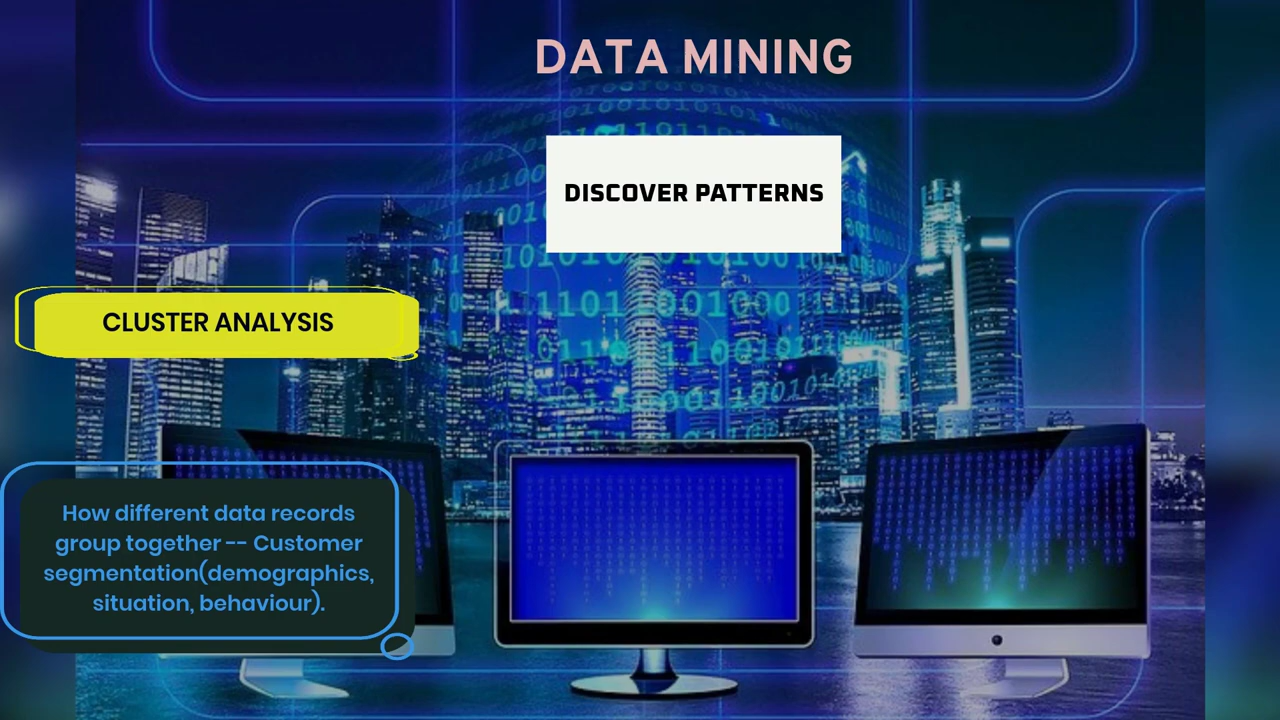 DATA MINING
DISCOVER PATTERNS
CLUSTER ANALYSIS
How different data records
group together -- Customer
segmentation(demographics,
situation, behaviour).